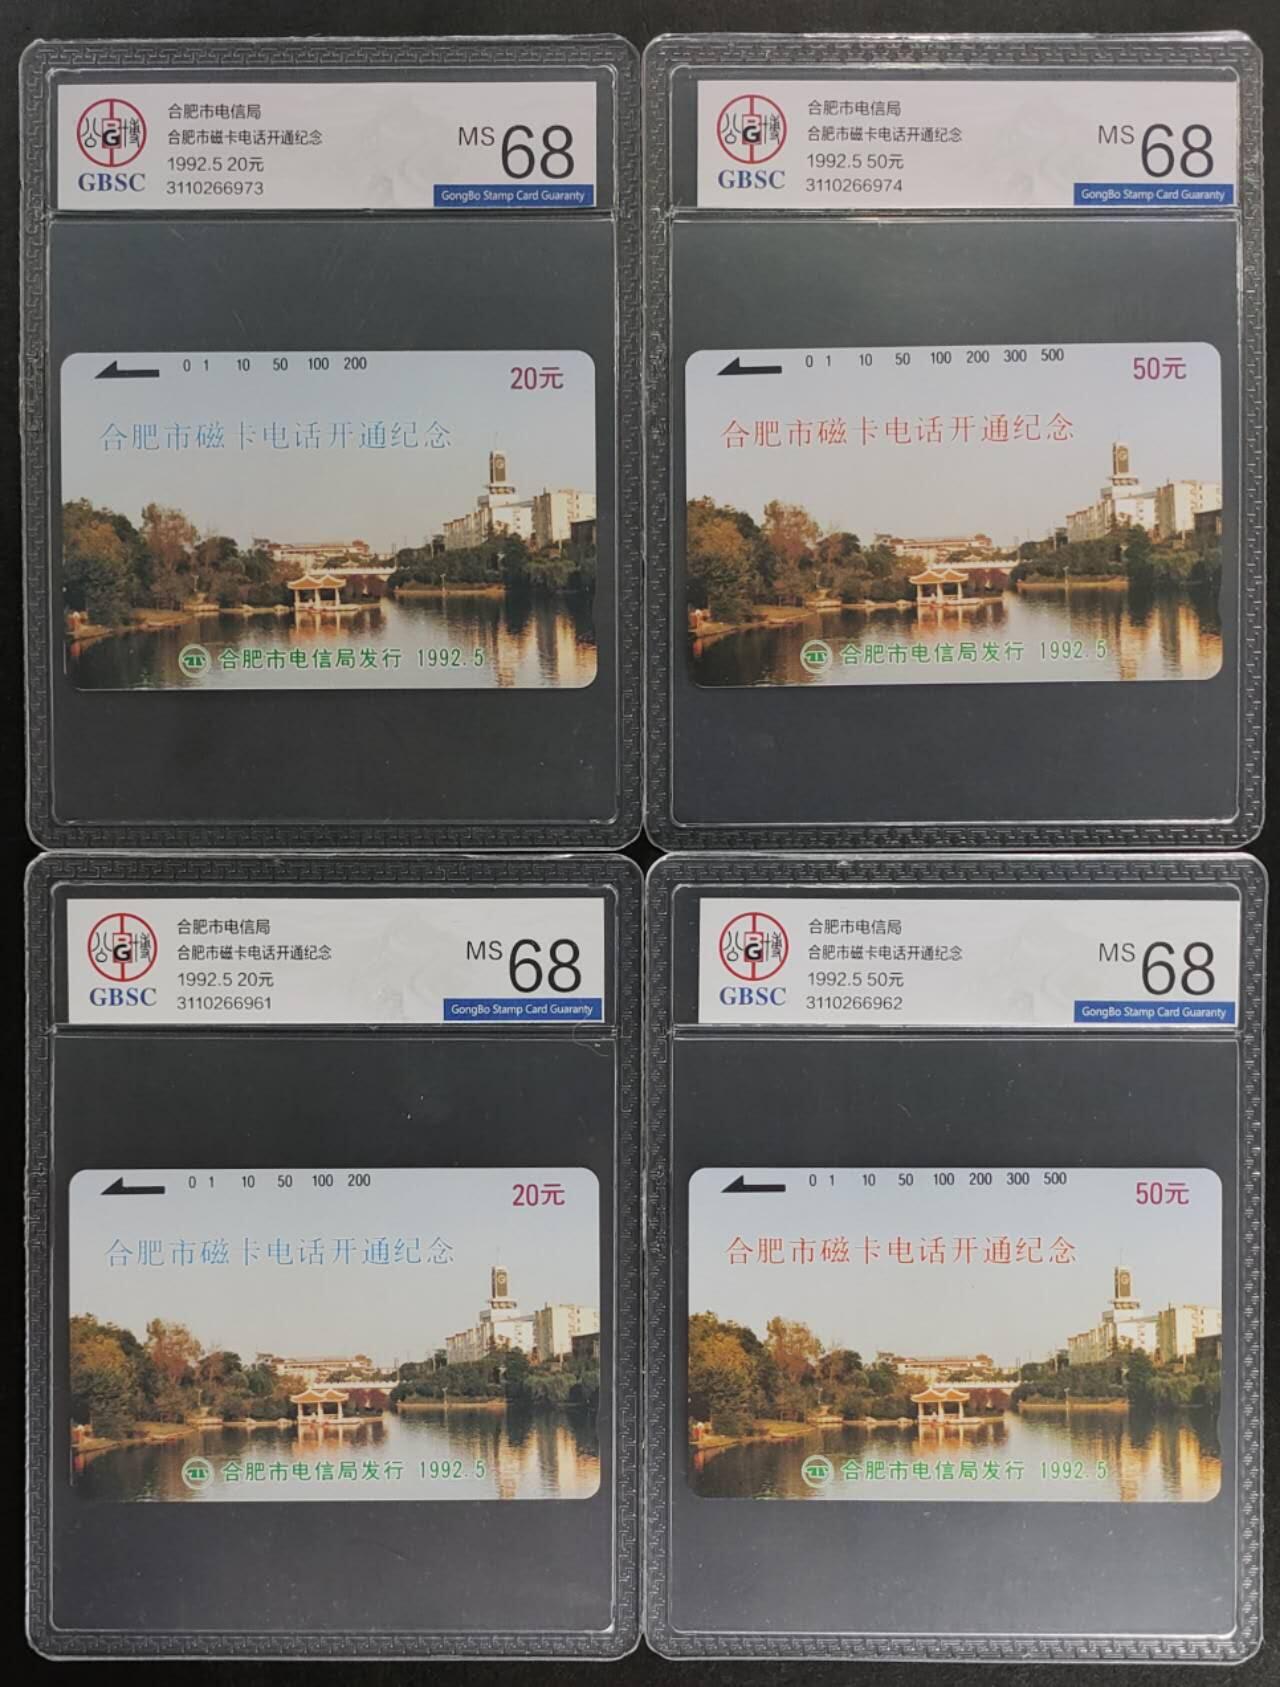 合肥市电信局
合肥市磁卡电话开通纪念
1992.5 20元
3110266973
GBSC
MS 68
GongBo Stamp Card Guaranty
0 1 10 50 100 200
20元
合肥市磁卡电话开通纪念
合肥市电信局发行 1992.5
合肥市电信局
合肥市磁卡电话开通纪念
1992.5 50元
3110266974
GBSC
MS 68
GongBo Stamp Card Guaranty
0 1 10 50 100 200 300 500
50元
合肥市磁卡电话开通纪念
合肥市电信局发行 1992.5
合肥市电信局
合肥市磁卡电话开通纪念
1992.5 20元
3110266961
GBSC
MS 68
GongBo Stamp Card Guaranty
0 1 10 50 100 200
20元
合肥市磁卡电话开通纪念
合肥市电信局发行 1992.5
合肥市电信局
合肥市磁卡电话开通纪念
1992.5 50元
3110266962
GBSC
MS 68
GongBo Stamp Card Guaranty
0 1 10 50 100 200 300 500
50元
合肥市磁卡电话开通纪念
合肥市电信局发行 1992.5